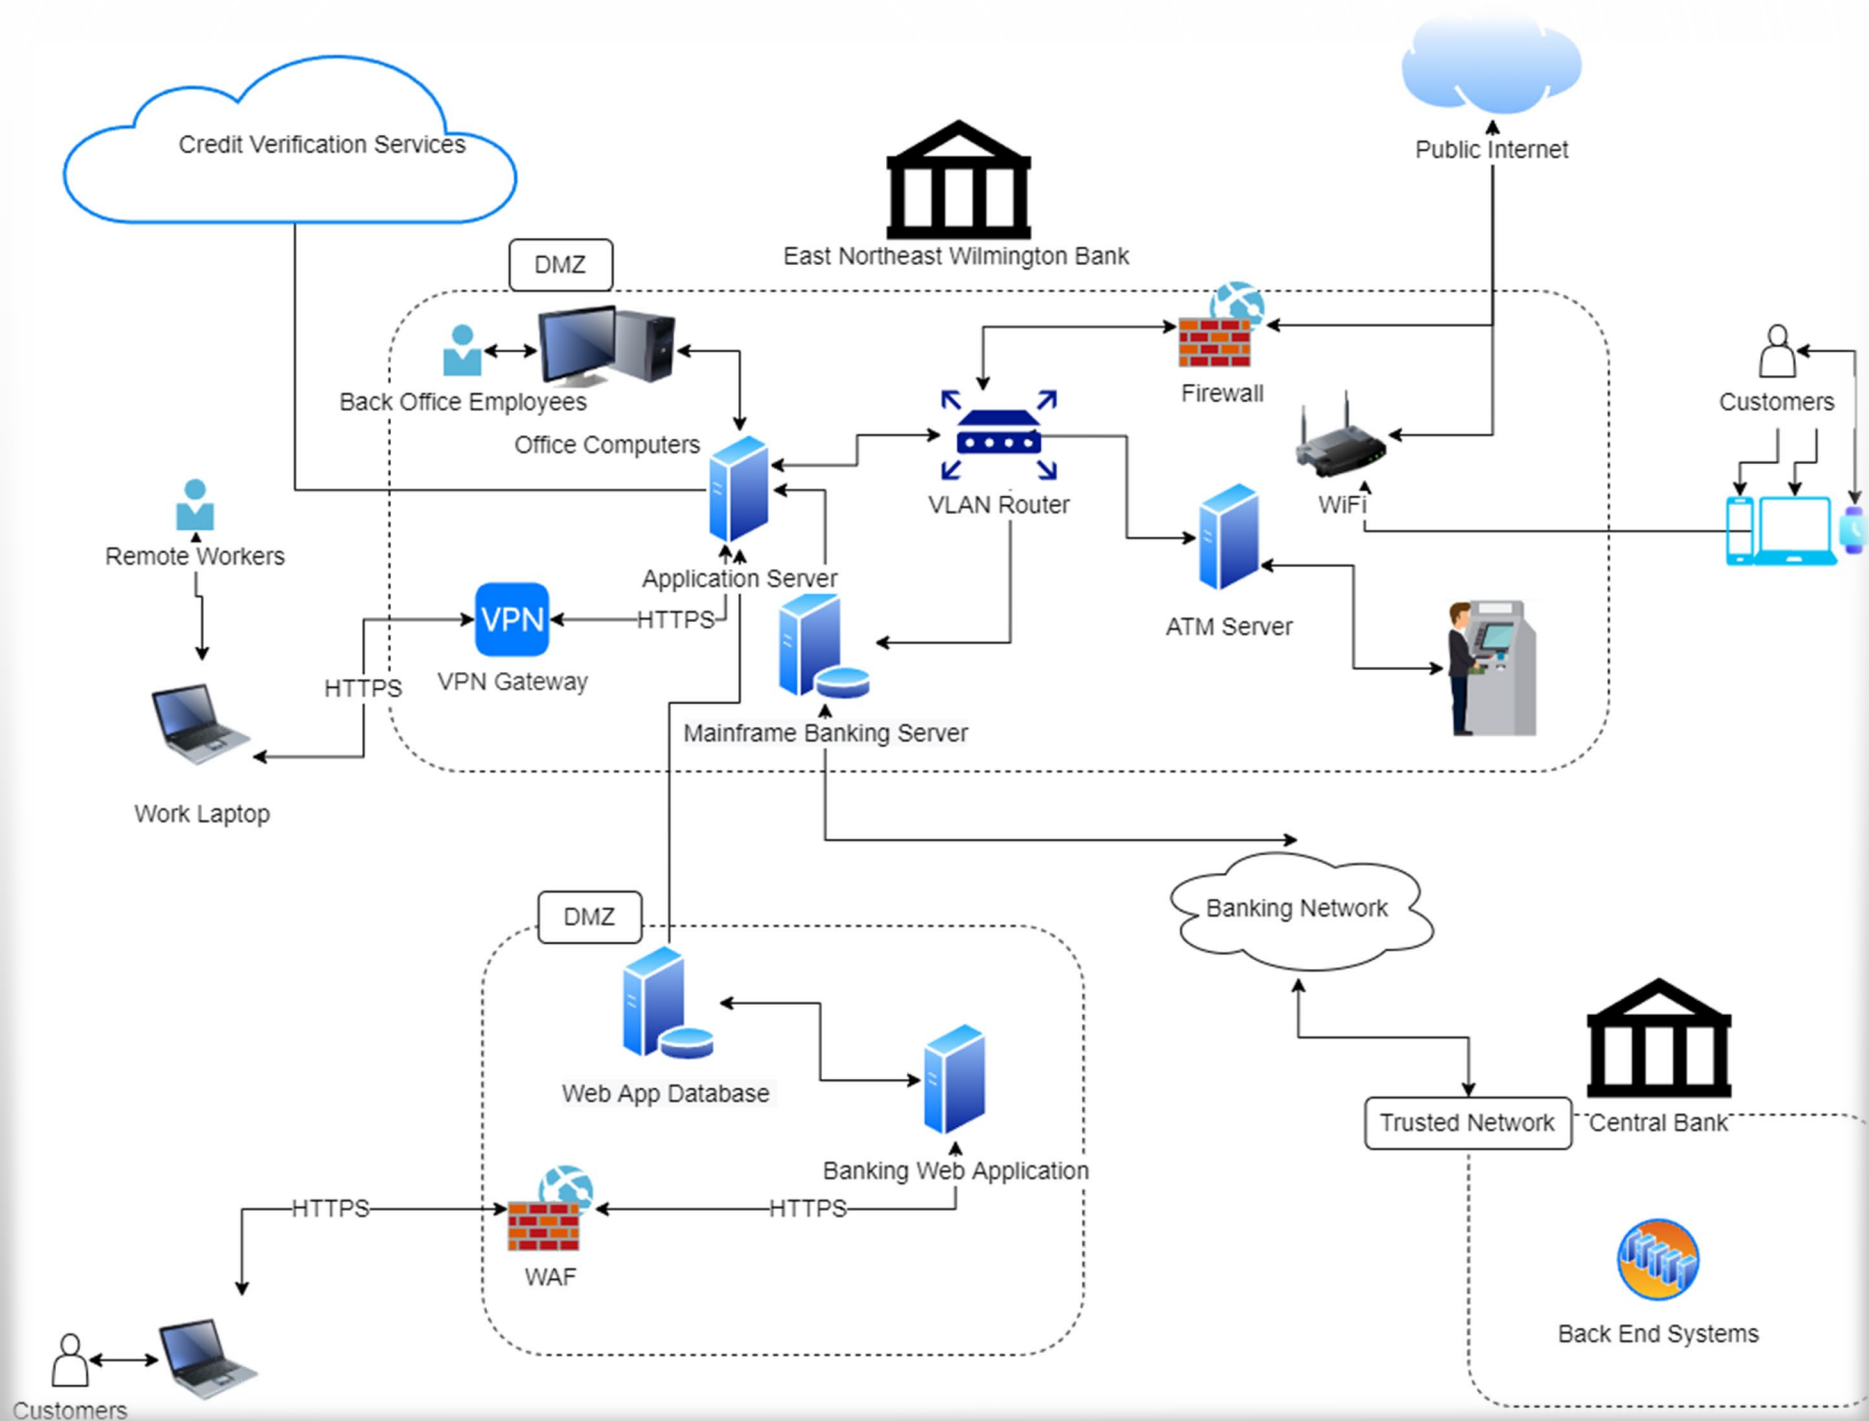 Public Internet
Credit Verification Services
East Northeast Wilmington Bank
DMZ
Firewall
Back Office Employees
Customers
Office Computers
VLAN Router
WiFi
Remote Workers
Application Server
HTTPS
VPN
ATM Server
VPN Gateway
HTTPS
Mainframe Banking Server
Work Laptop
Banking Network
DMZ
Web App Database
Trusted Network
Central Bank
Banking Web Application
HTTPS
HTTPS
WAF
Back End Systems
Customers